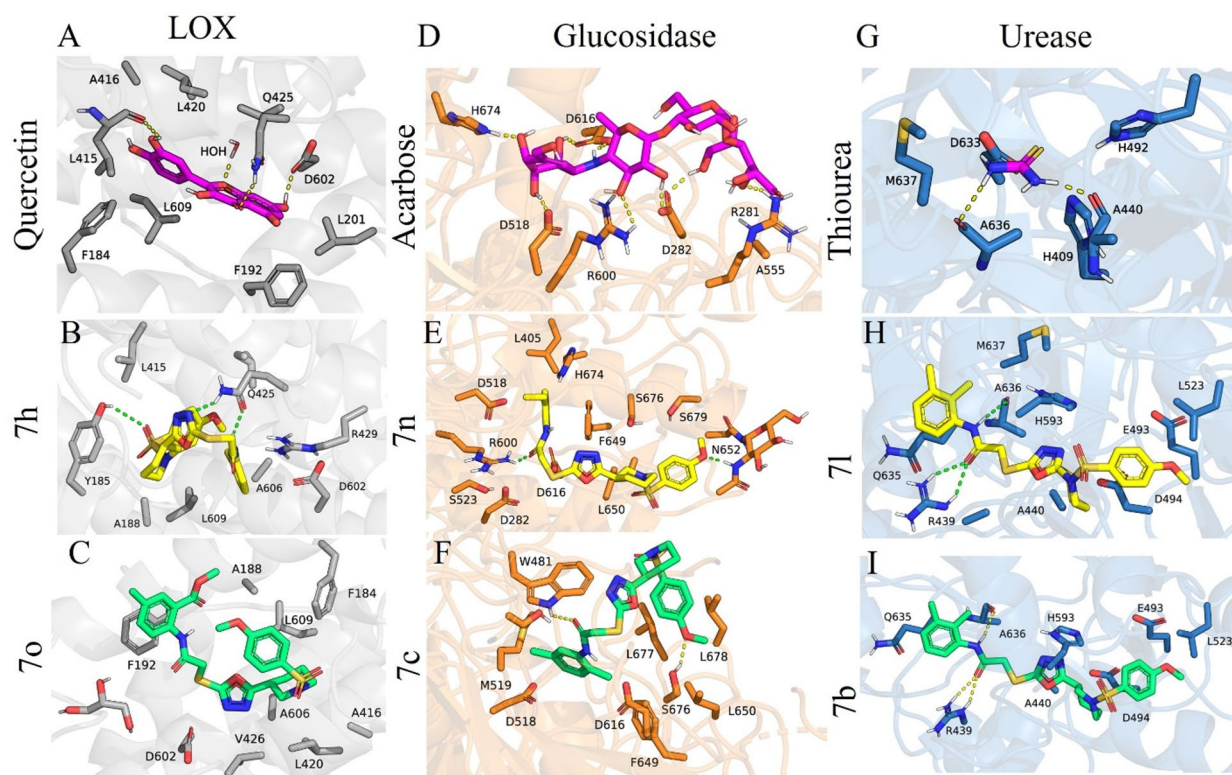 LOX
Glucosidase
Urease
Quercetin
A
A416
L420
Q425
HOH
L415
D602
L609
L201
F184
F192
Acarbose
D
H674
D616
D518
R281
R600
D282
A555
Thiourea
G
D633
H492
M637
A636
A440
H409
7h
B
L415
Q425
R429
Y185
A606
D602
A188
L609
7n
E
L405
D518
H674
S676
S679
R600
F649
N652
S523
D616
D282
L650
7l
H
M637
L523
A636
H593
E493
Q635
A440
D494
R439
7o
C
A188
F184
L609
F192
A606
A416
D602
V426
L420
7c
F
W481
L677
L678
M519
D518
D616
S676
L650
F649
7b
I
Q635
H593
E493
A636
L523
A440
D494
R439